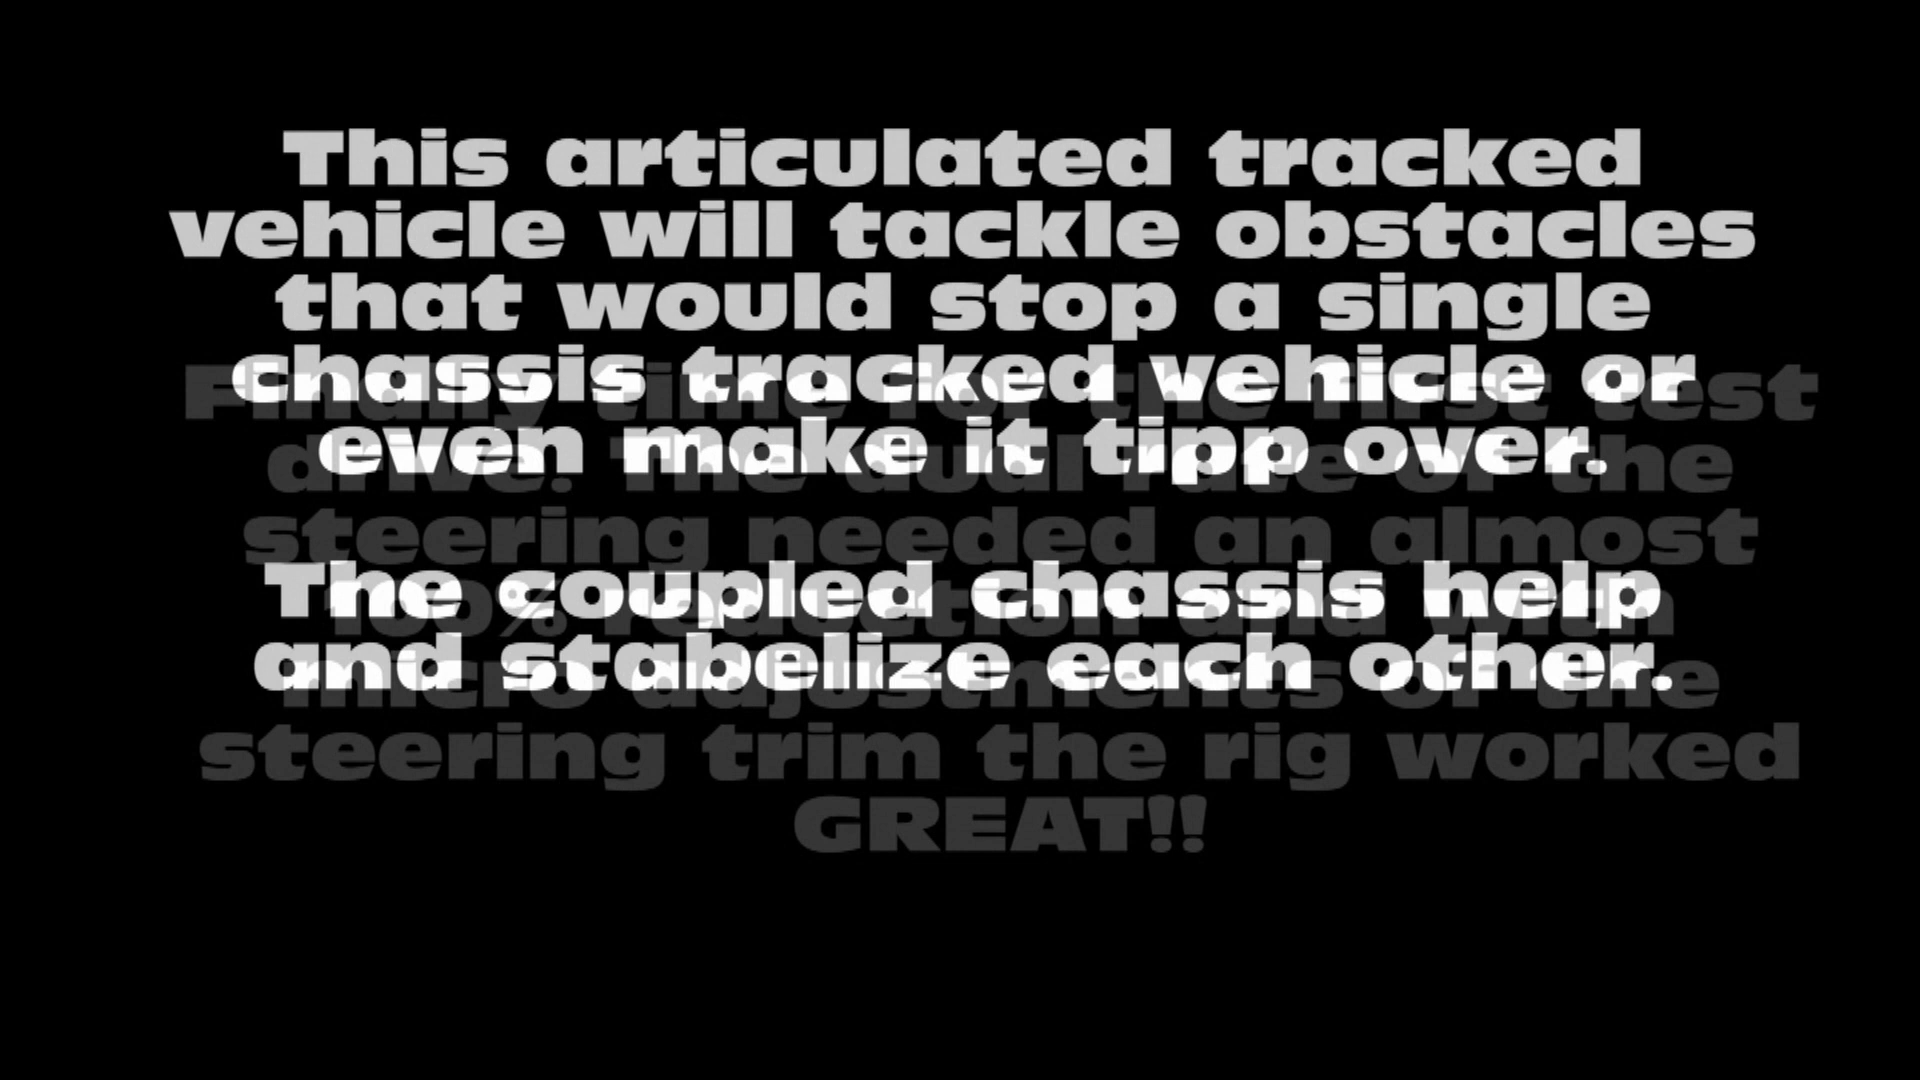 This articulated tracked
vehicle will tackle obstacles
that would stop a single
chassis tracked vehicle or
even make it tipp over.
The coupled chassis help
and stabelize each other.
Finally time for the first test
drive. The dual rate of the
steering needed an almost
100% reduction and with
micro adjustments of the
steering trim the rig worked
GREAT!!